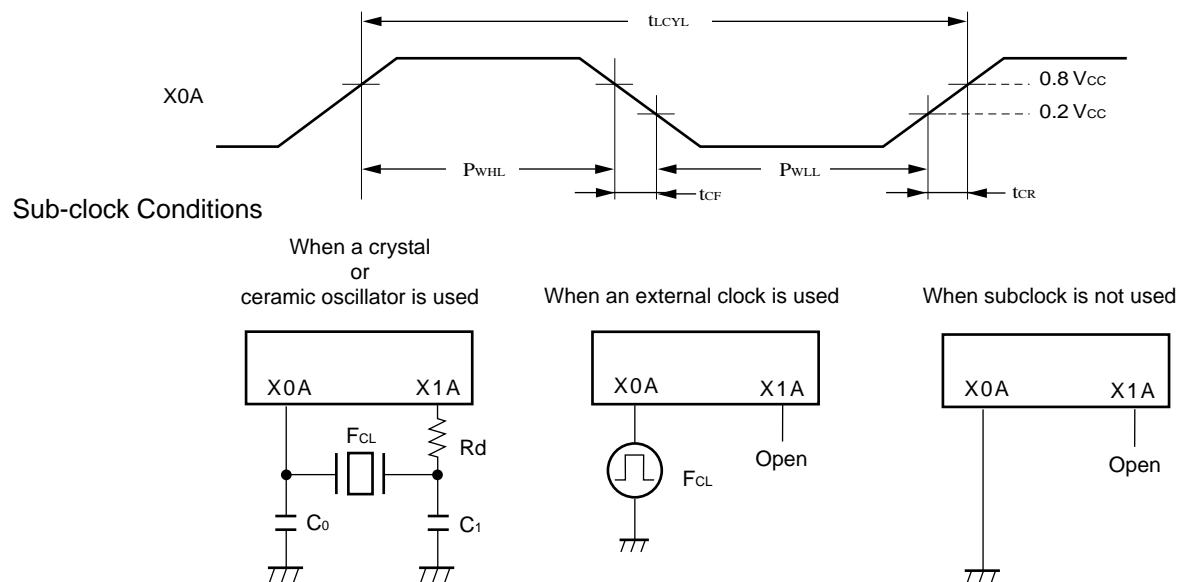 tLCYL
X0A
0.8 VCC
0.2 VCC
PWHL
PWLL
tCF
tCR
Sub-clock Conditions
When a crystal
or
ceramic oscillator is used
X0A
X1A
FCL
Rd
C0
C1
When an external clock is used
X0A
X1A
FCL
Open
When subclock is not used
X0A
X1A
Open